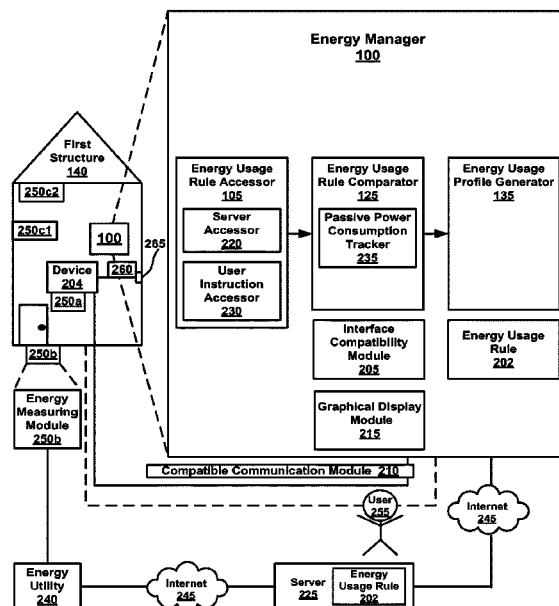 Energy Manager
100
First
Structure
140
250c2
250c1
100
265
Device
204
260
250a
250b
Energy
Measuring
Module
250b
Energy Usage
Rule Accessor
105
Server
Accessor
220
User
Instruction
Accessor
230
Energy Usage
Rule Comparator
125
Passive Power
Consumption
Tracker
235
Energy Usage
Profile Generator
135
Interface
Compatibility
Module
205
Energy Usage
Rule
202
Graphical Display
Module
215
Compatible Communication Module 210
User
255
Internet
245
Energy
Utility
240
Internet
245
Server
225
Energy
Usage Rule
202